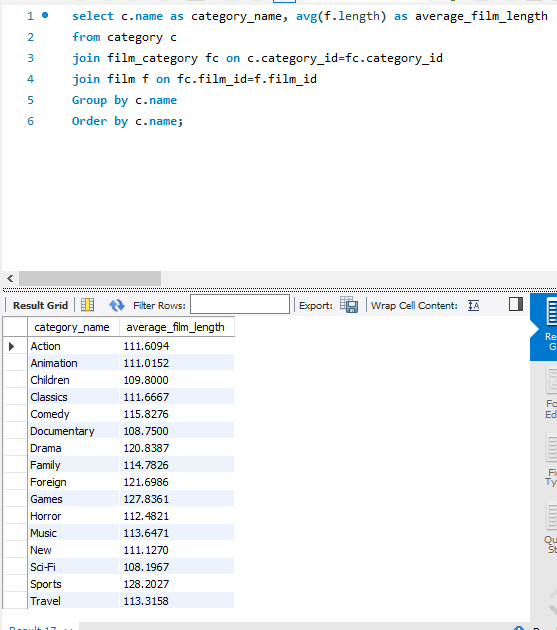 1 select c.name as category_name, avg(f.length) as average_film_length
2 from category c
3 join film_category fc on c.category_id=fc.category_id
4 join film f on fc.film_id=f.film_id
5 Group by c.name
6 Order by c.name;
Result Grid Filter Rows: Export: Wrap Cell Content: IA
category_name average_film_length
Action 111.6094
Animation 111.0152
Children 109.8000
Classics 111.6667
Comedy 115.8276
Documentary 108.7500
Drama 120.8387
Family 114.7826
Foreign 121.6986
Games 127.8361
Horror 112.4821
Music 113.6471
New 111.1270
Sci-Fi 108.1967
Sports 128.2027
Travel 113.3158
Re
G
Fo
Ed
Fi
Ty
Qu
St
Result 17